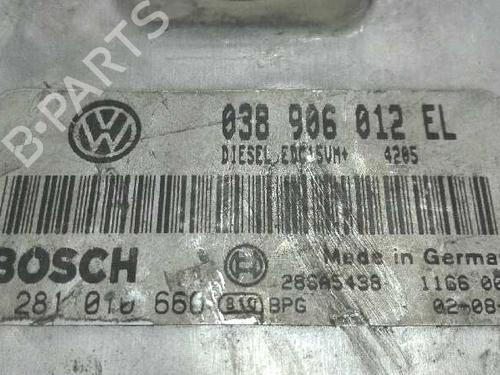 B-PARTS
VW
038 906 012 EL
DIESEL EDC15VM+ 4205
BOSCH
Made in German
281 010 660 BPG
28SA5438 1166 00
02-08-